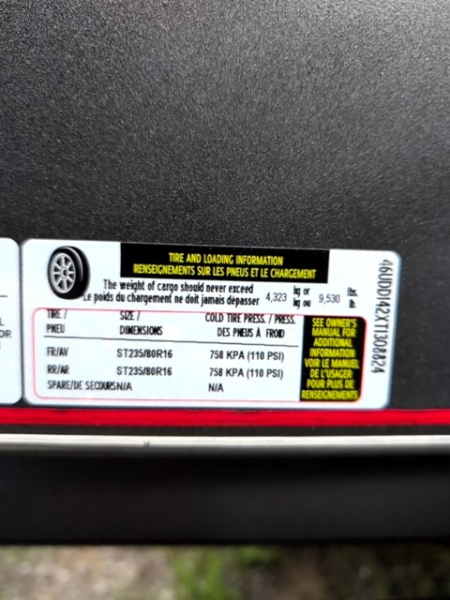 TIRE AND LOADING INFORMATION
RENSEIGNEMENTS SUR LES PNEUS ET LE CHARGEMENT
The weight of cargo should never exceed
Le poids du chargement ne doit jamais dépasser 4,323 kg or kg ou 9,530 lbs. lb.
TIRE / SIZE / COLD TIRE PRESS. / PRESS.
PNEU DIMENSIONS DES PNEUS À FROID
FR/AV ST235/80R16 758 KPA (110 PSI)
RR/AR ST235/80R16 758 KPA (110 PSI)
SPARE/DE SECOURS N/A N/A
SEE OWNER'S
MANUAL FOR
ADDITIONAL
INFORMATION
VOIR LE MANUEL
DE L'USAGER
POUR PLUS DE
RENSEIGNEMENTS